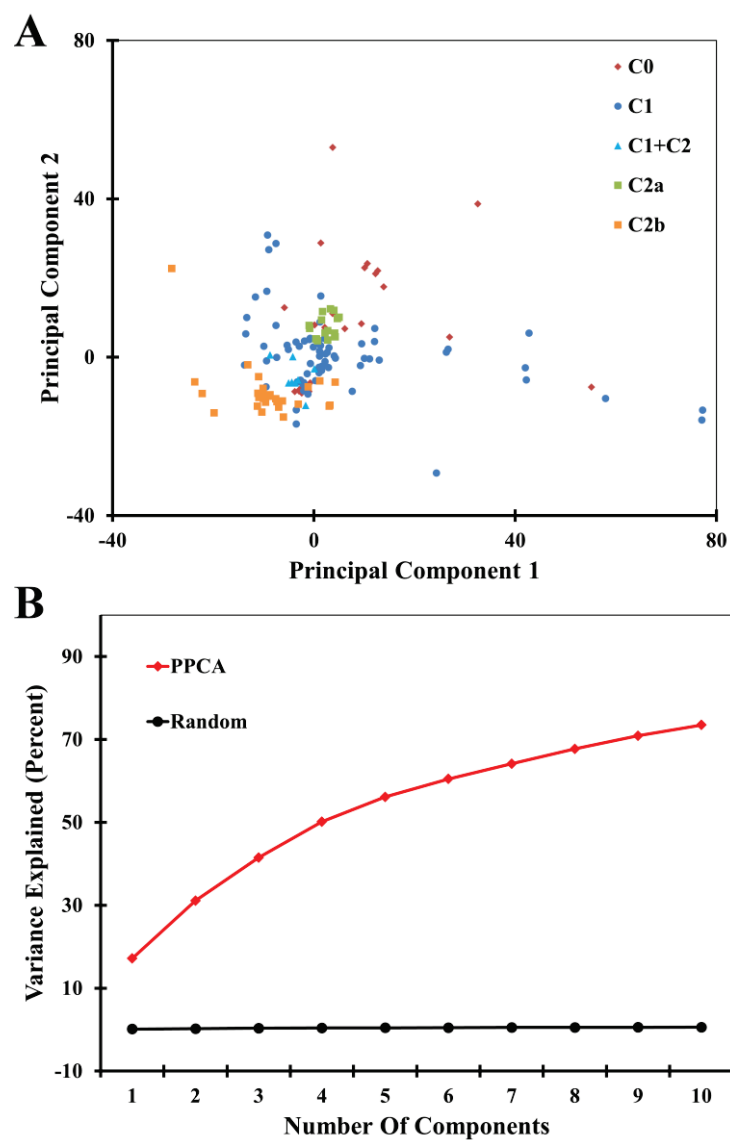 A
80
40
0
-40
Principal Component 2
C0
C1
C1+C2
C2a
C2b
-40 0 40 80
Principal Component 1
B
90
70
50
30
10
-10
Variance Explained (Percent)
PPCA
Random
1 2 3 4 5 6 7 8 9 10
Number Of Components